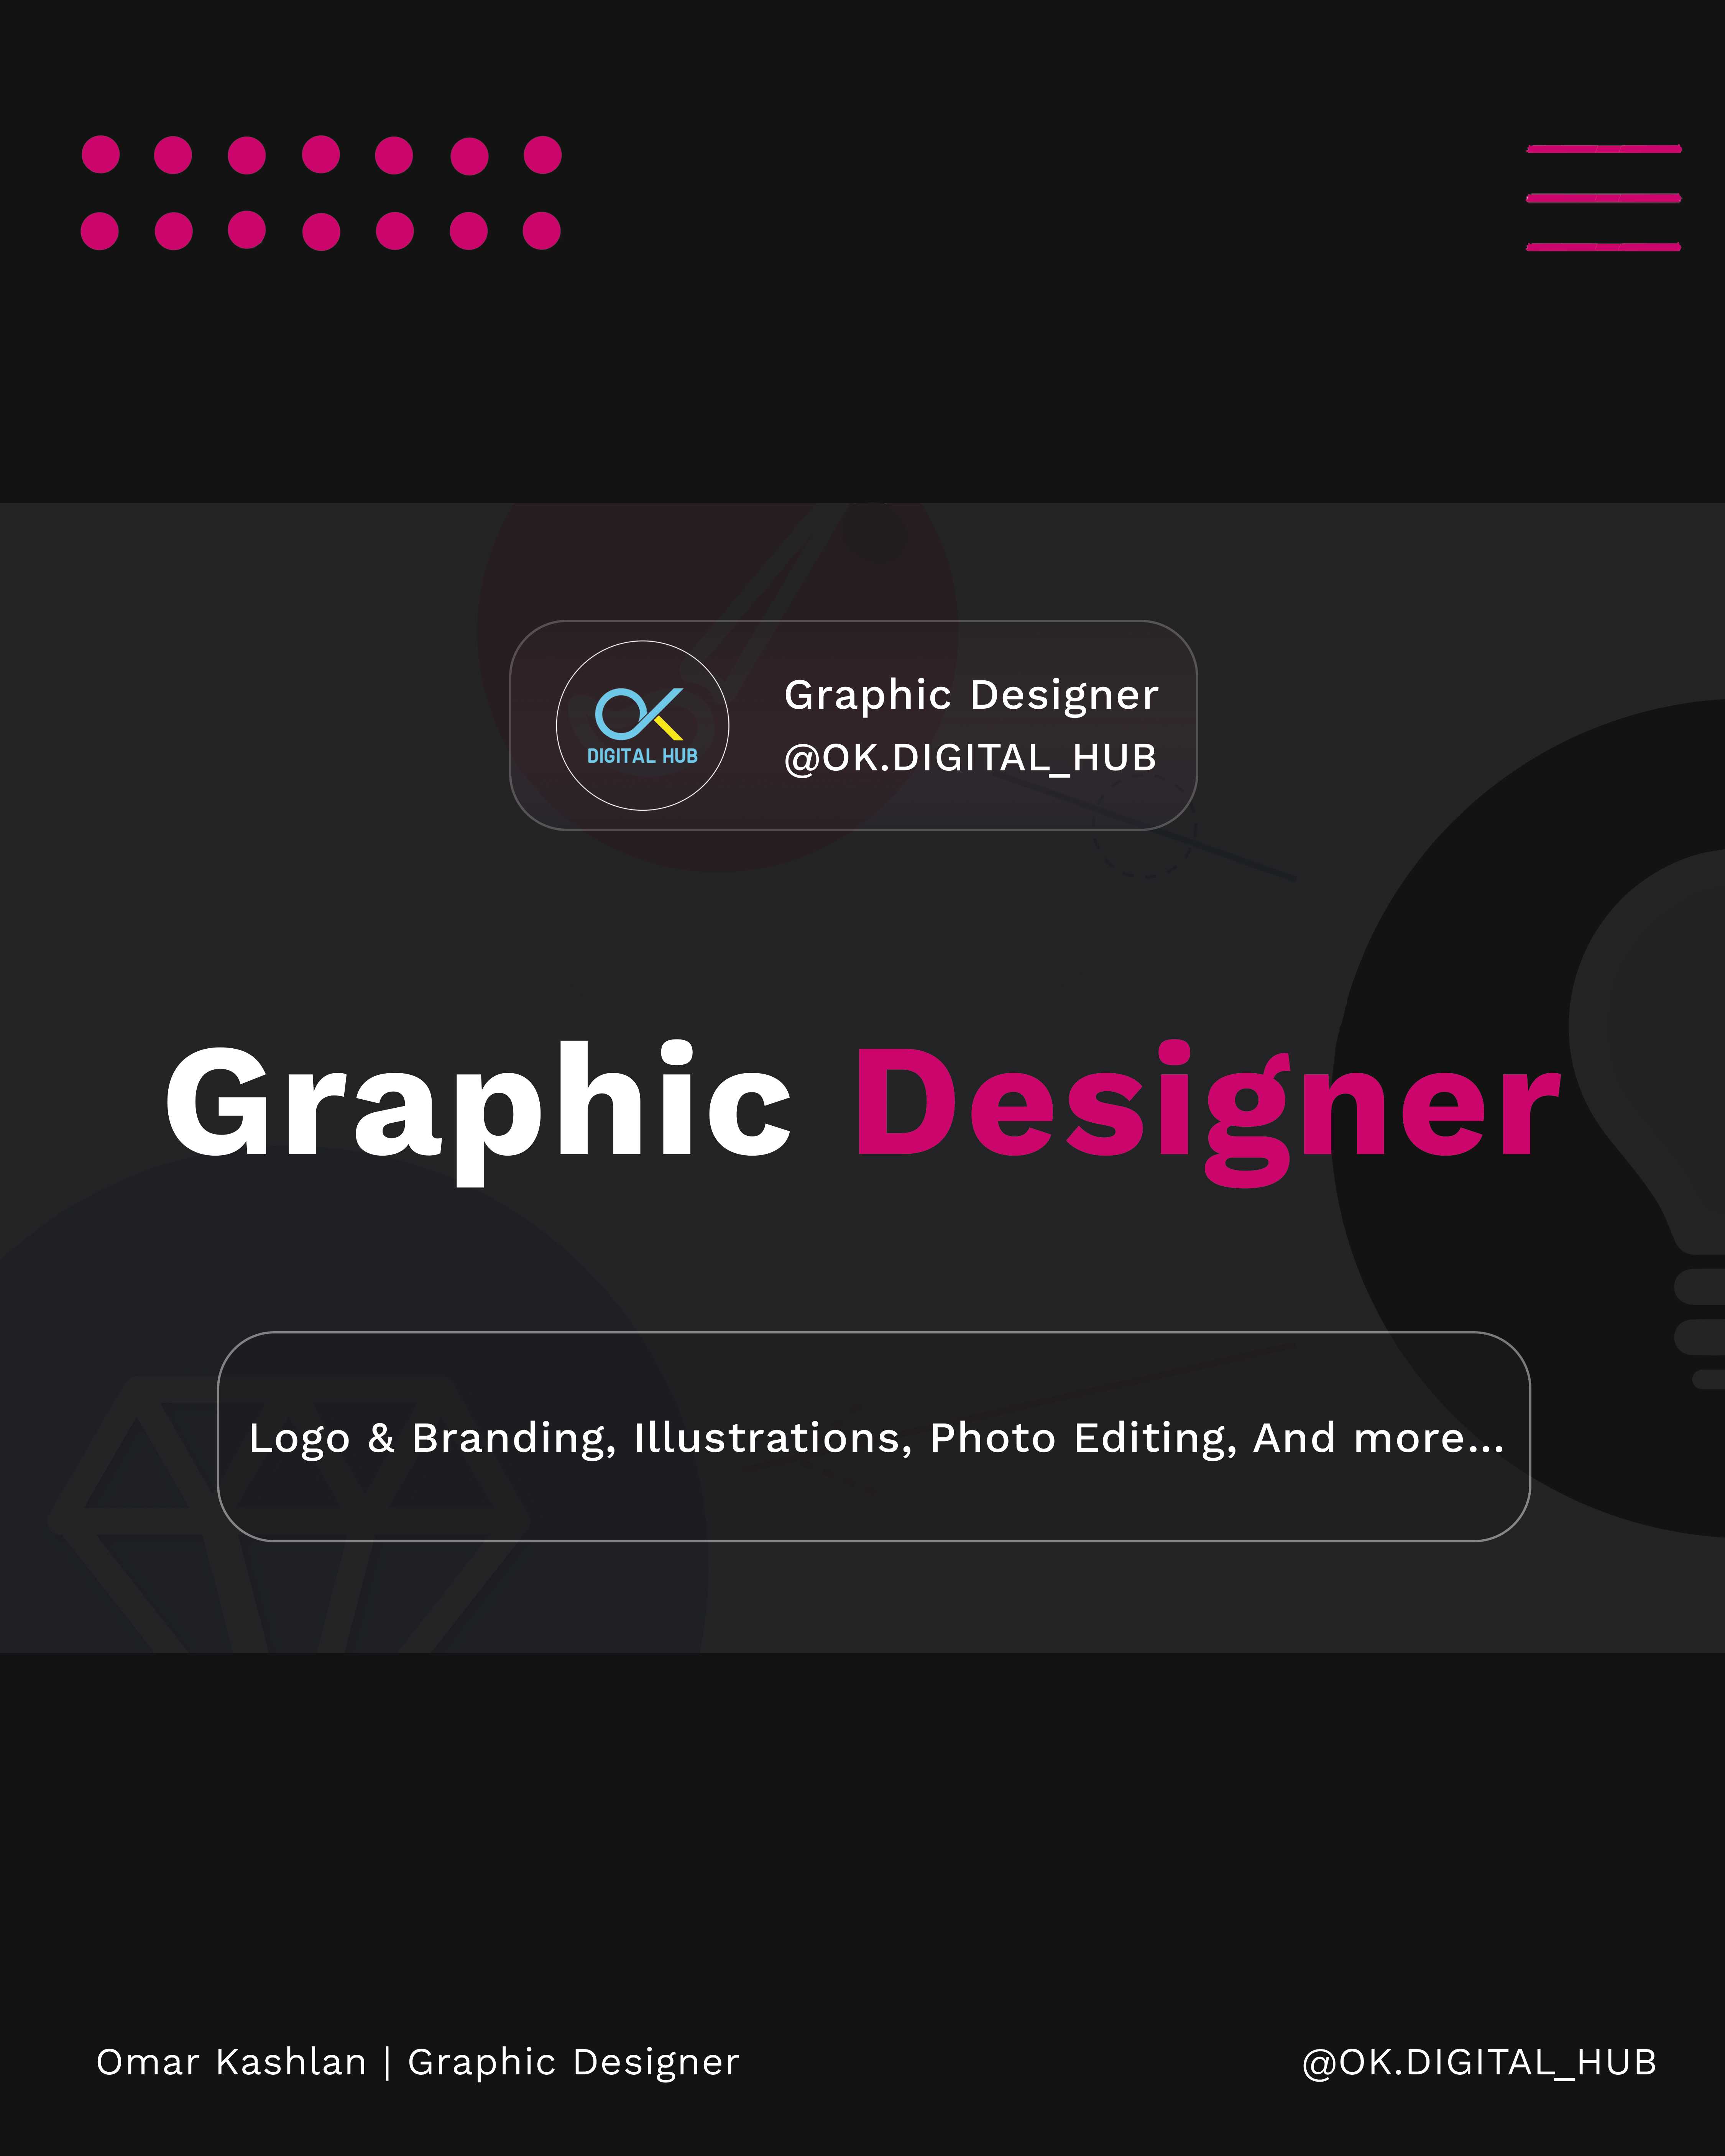 OK
DIGITAL HUB
Graphic Designer
@OK.DIGITAL_HUB
Graphic Designer
Logo & Branding, Illustrations, Photo Editing, And more...
Omar Kashlan | Graphic Designer
@OK.DIGITAL_HUB